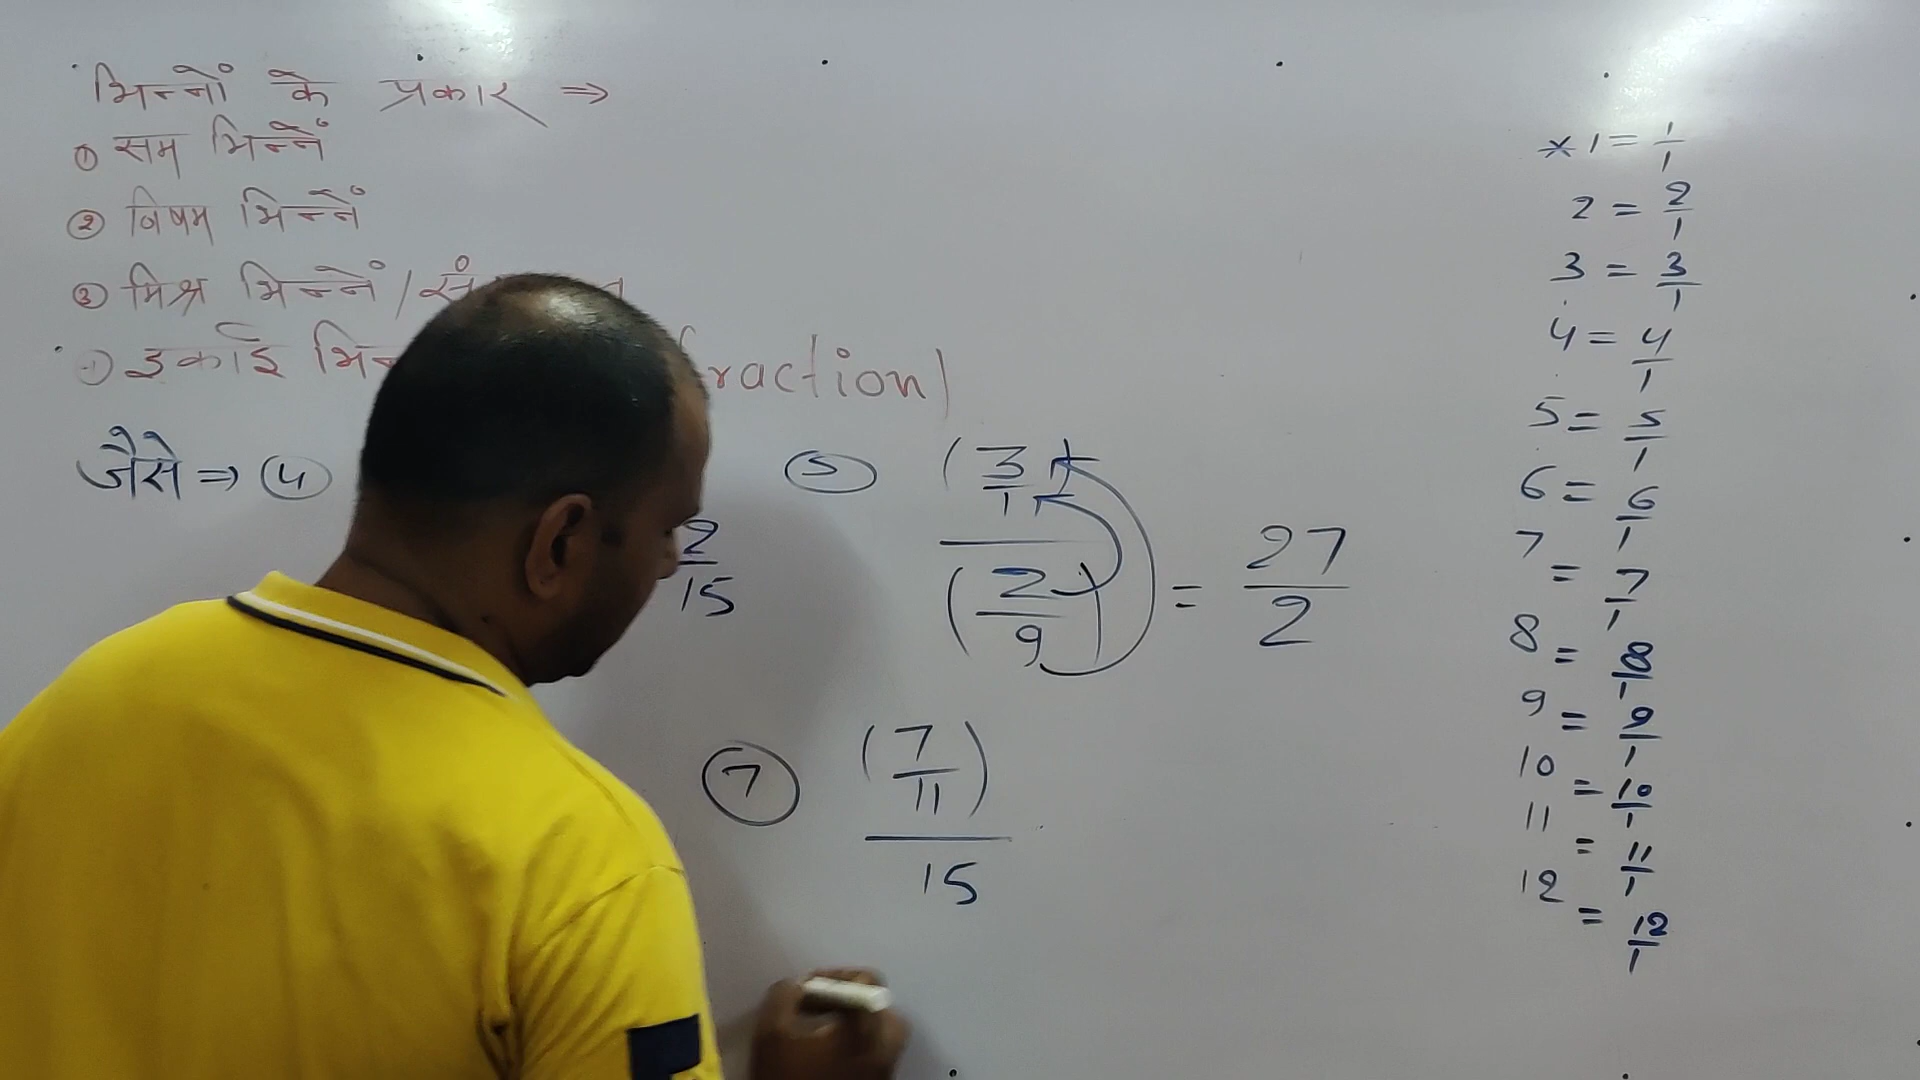 भिन्नों के प्रकार ⇒
① सम भिन्नें
② विषम भिन्नें
③ मिश्र भिन्नें / सं
इकाई भिन raction)
जैसे ⇒ ④
2/15
⑤ (3/1) / (2/9) = 27/2
⑦ (7/11) / 15
* 1 = 1/1
2 = 2/1
3 = 3/1
4 = 4/1
5 = 5/1
6 = 6/1
7 = 7/1
8 = 8/1
9 = 9/1
10 = 10/1
11 = 11/1
12 = 12/1